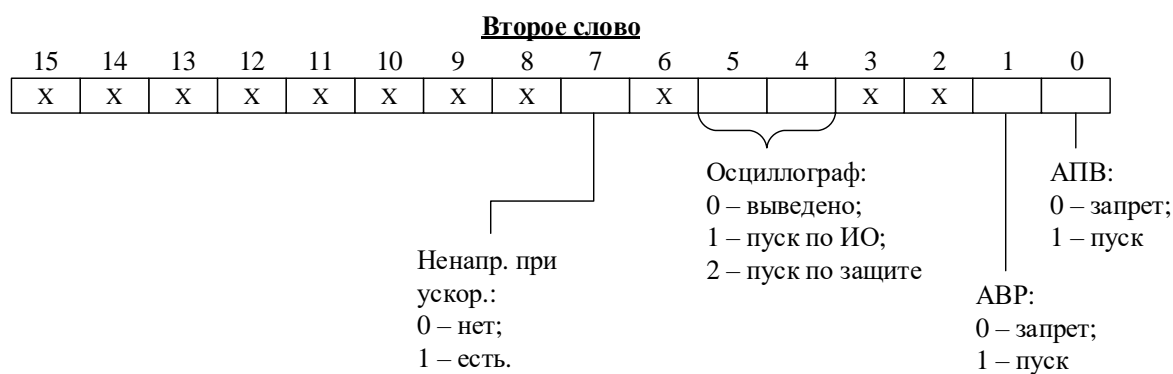 Второе слово
15 14 13 12 11 10 9 8 7 6 5 4 3 2 1 0
X X X X X X X X X X X
Осциллограф:
0 – выведено;
1 – пуск по ИО;
2 – пуск по защите
АПВ:
0 – запрет;
1 – пуск
Ненапр. при
ускор.:
0 – нет;
1 – есть.
АВР:
0 – запрет;
1 – пуск